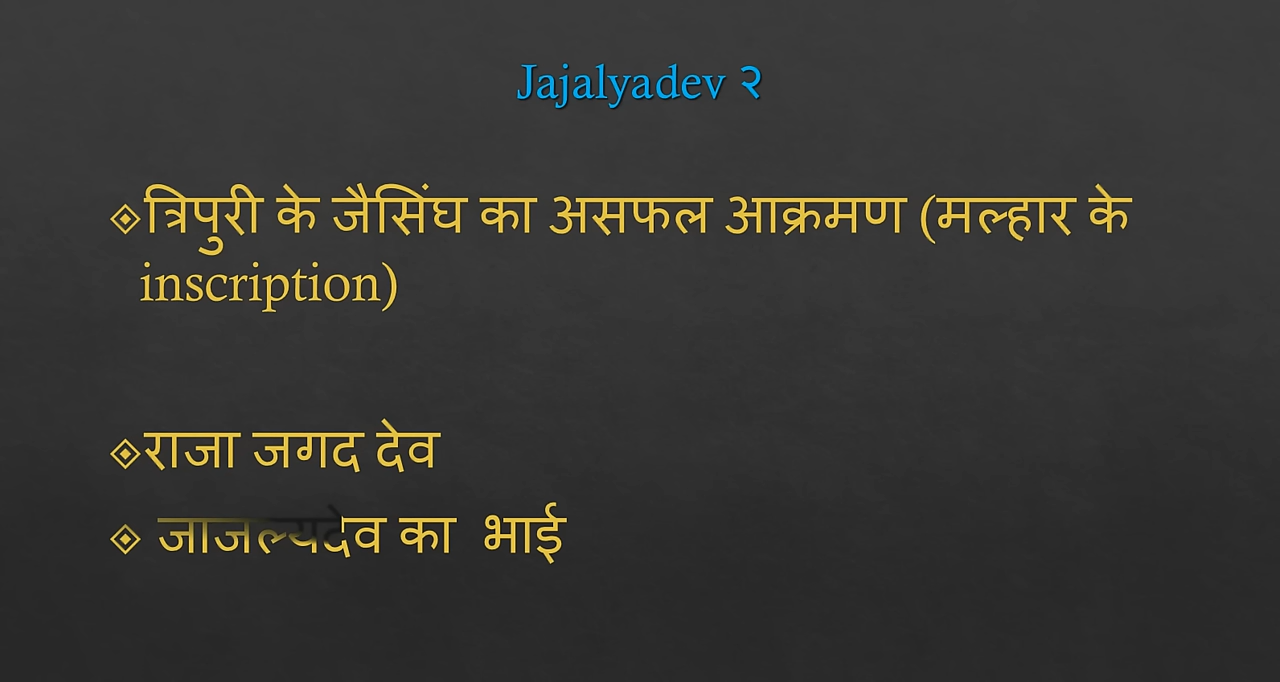 Jajalyadev २
त्रिपुरी के जैसिंघ का असफल आक्रमण (मल्हार के
inscription)
राजा जगद देव
जाजल्यदेव का भाई